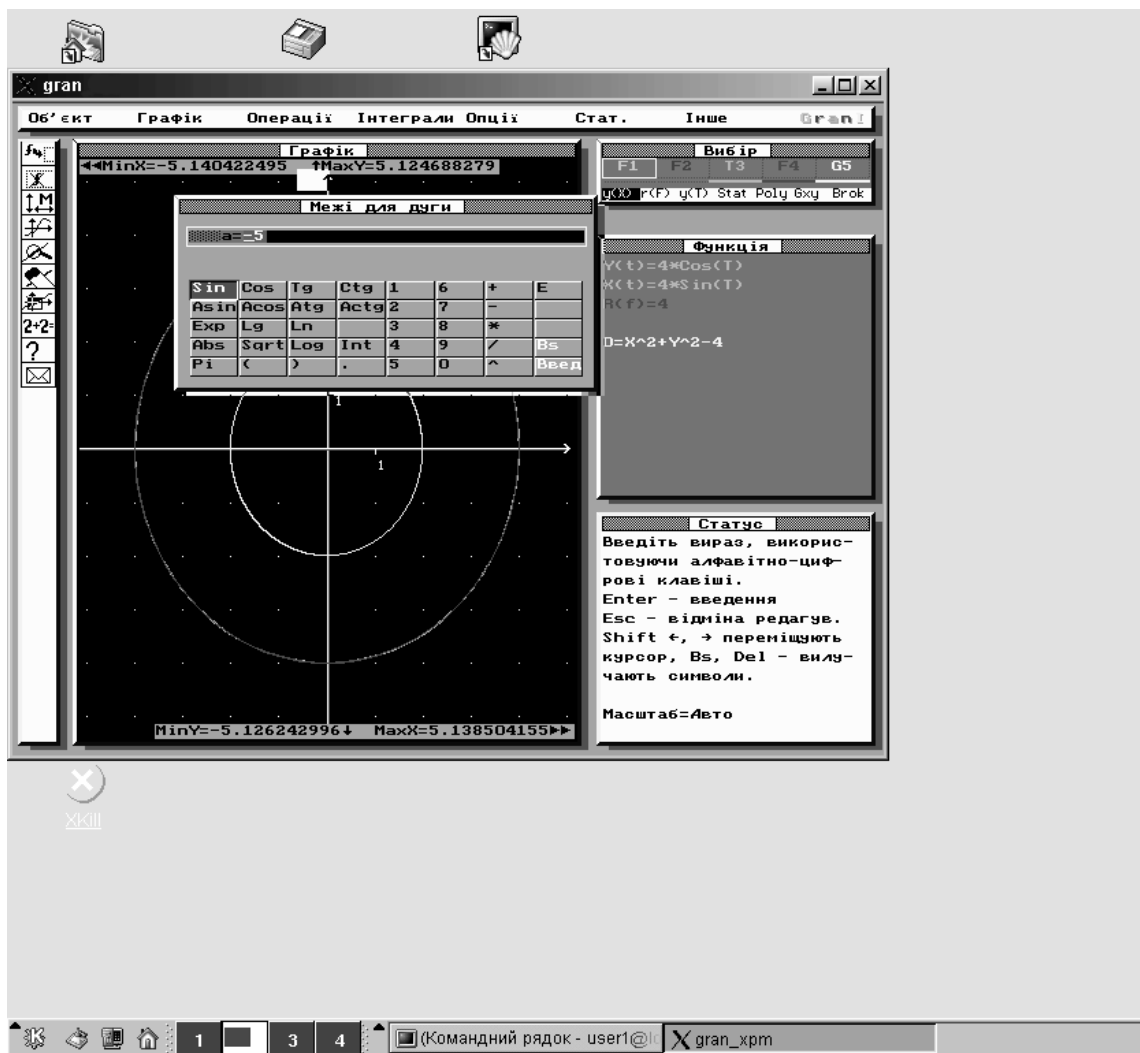 gran
Об'єкт Графік Операції Інтеграли Опції Стат. Інше GranI
Графік
MinX=-5.140422495 ↑MaxY=5.124688279
Вибір
F1 F2 T3 F4 G5
y(X) r(F) y(T) Stat Poly Gxy Brok
Межі для дуги
a=-5
Sin Cos Tg Ctg 1 6 + E
Asin Acos Atg Actg 2 7 -
Exp Lg Ln 3 8 *
Abs Sqrt Log Int 4 9 / Bs
Pi ( ) . 5 0 ^ Введ
2+2=
?
Функція
Y(t)=4*Cos(T)
X(t)=4*Sin(T)
R(f)=4
0=X^2+Y^2-4
1
1
MinY=-5.126242996↓ MaxX=5.138504155
Статус
Введіть вираз, викорис-
товуючи алфавітно-циф-
рові клавіші.
Enter - введення
Esc - відміна редагув.
Shift ←, → переміщують
курсор, Bs, Del - вилу-
чають символи.
Масштаб=Авто
XKill
1 3 4 (Командний рядок - user1@lo gran_xpm